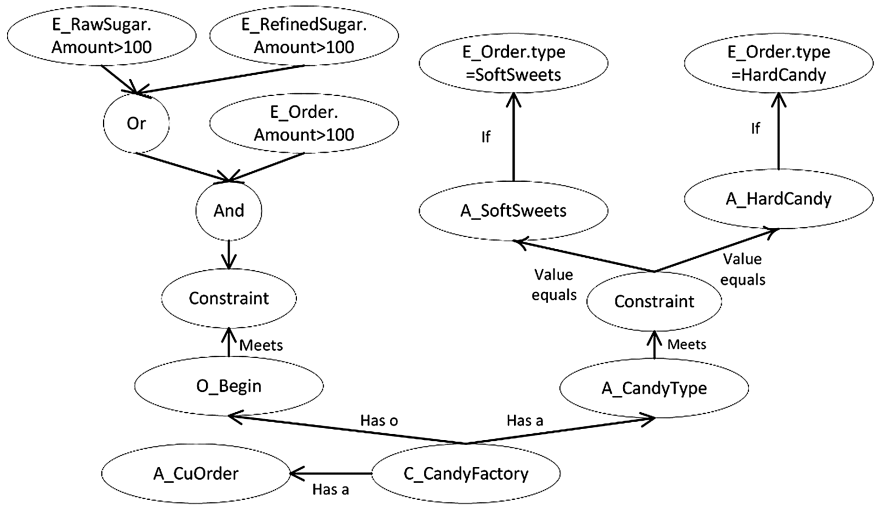 E_RawSugar.
Amount>100
E_RefinedSugar.
Amount>100
E_Order.type
=SoftSweets
E_Order.type
=HardCandy
Or
E_Order.
Amount>100
If
If
And
A_SoftSweets
A_HardCandy
Constraint
Value
equals
Value
equals
Constraint
Meets
Meets
O_Begin
A_CandyType
Has o
Has a
A_CuOrder
Has a
C_CandyFactory